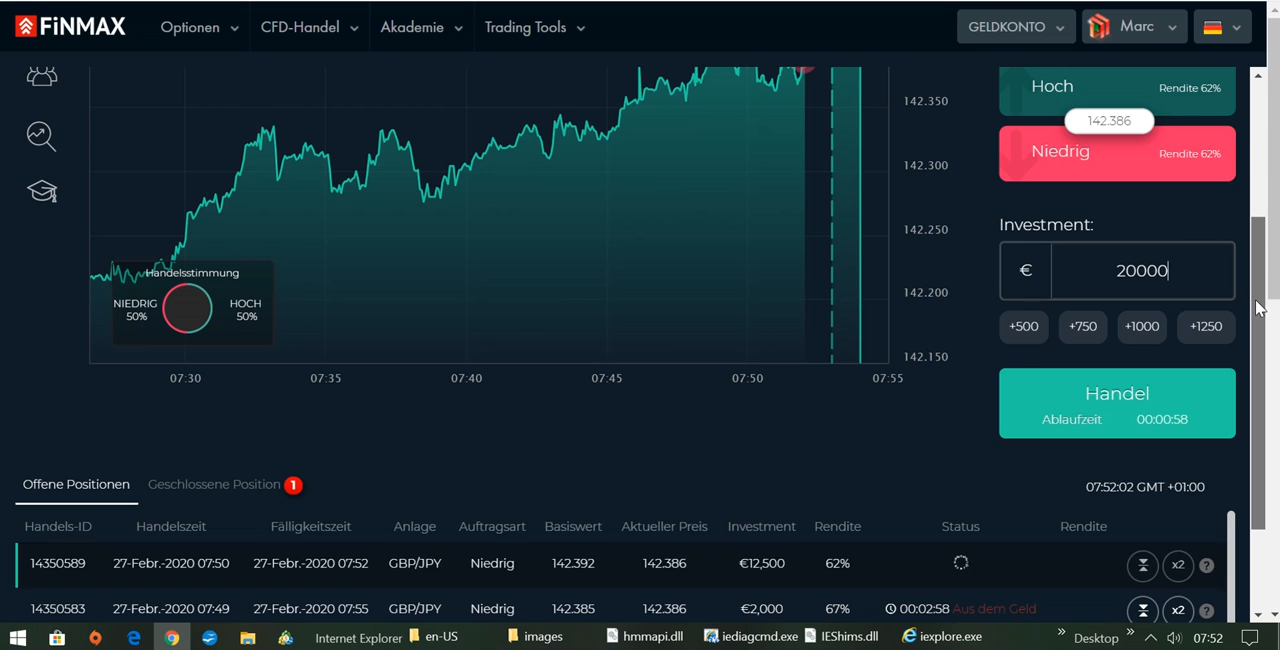 FiNMAX Optionen CFD-Handel Akademie Trading Tools GELDKONTO Marc
Hoch Rendite 62%
142.386
Niedrig Rendite 62%
142.350
142.300
142.250
142.200
142.150
Handelsstimmung
NIEDRIG 50%
HOCH 50%
07:30 07:35 07:40 07:45 07:50 07:55
Investment:
€ 20000
+500 +750 +1000 +1250
Handel
Ablaufzeit 00:00:58
Offene Positionen Geschlossene Position 1 07:52:02 GMT +01:00
Handels-ID Handelszeit Fälligkeitszeit Anlage Auftragsart Basiswert Aktueller Preis Investment Rendite Status Rendite
14350589 27-Febr.-2020 07:50 27-Febr.-2020 07:52 GBP/JPY Niedrig 142.392 142.386 €12,500 62% x2 ?
14350583 27-Febr.-2020 07:49 27-Febr.-2020 07:55 GBP/JPY Niedrig 142.385 142.386 €2,000 67% 00:02:58 Aus dem Geld x2 ?
Internet Explorer en-US images hmmapi.dll iediagcmd.exe IEShims.dll iexplore.exe » Desktop » 07:52